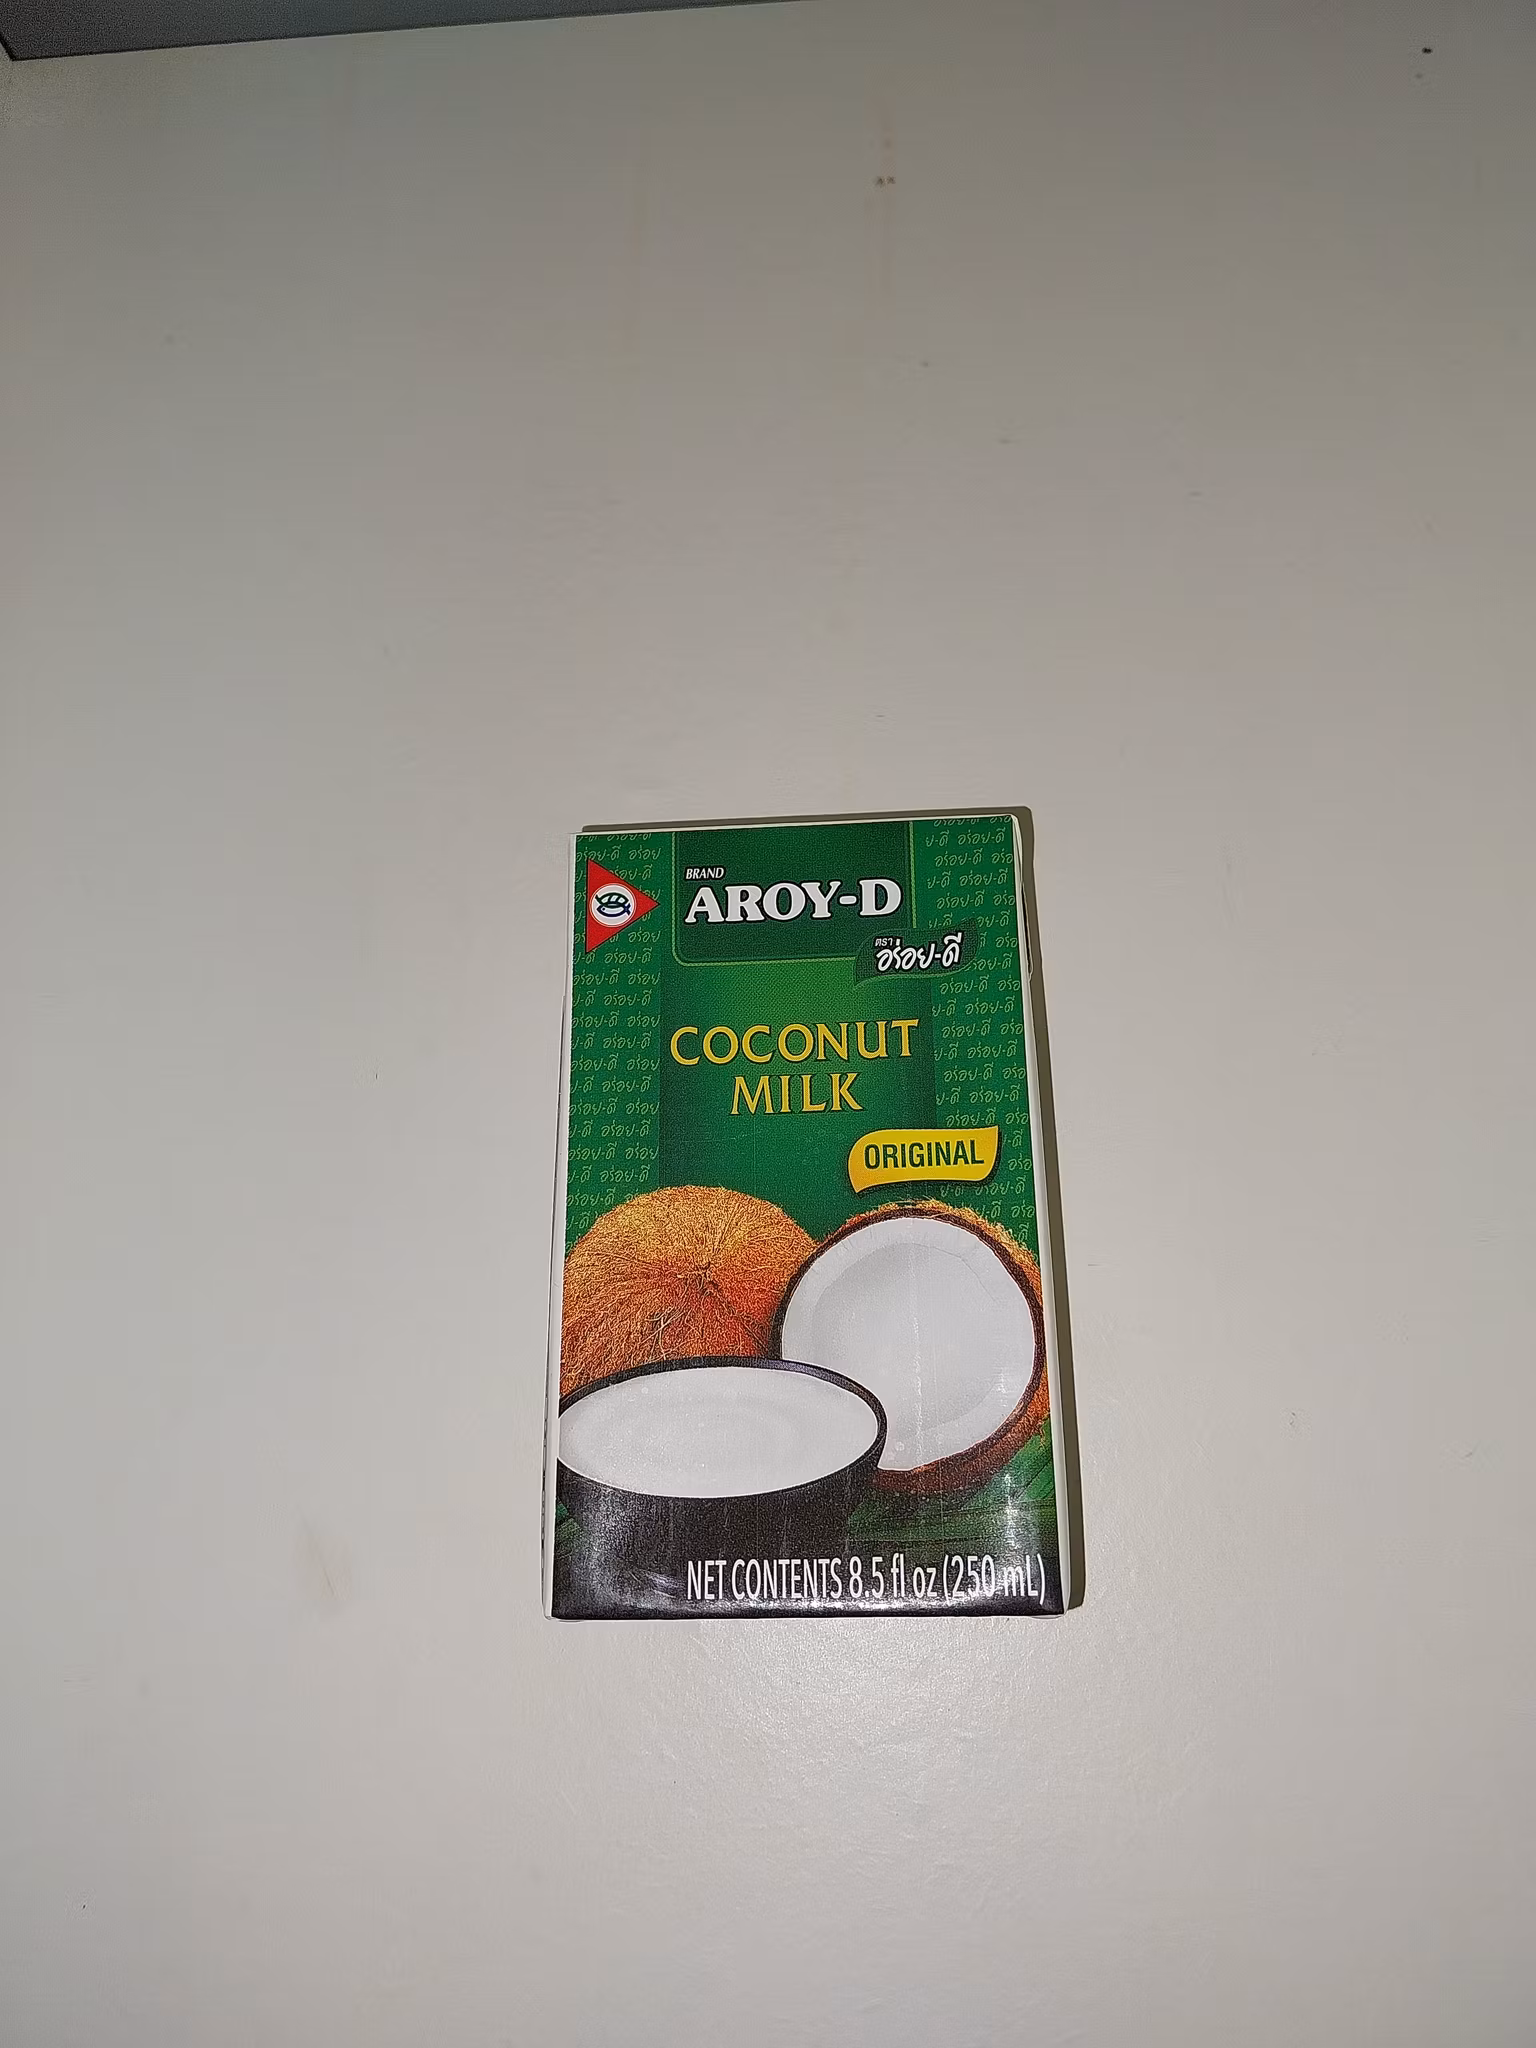 BRAND
AROY-D
ตรา
อร่อย-ดี
COCONUT
MILK
ORIGINAL
NET CONTENTS 8.5 fl oz (250 mL)